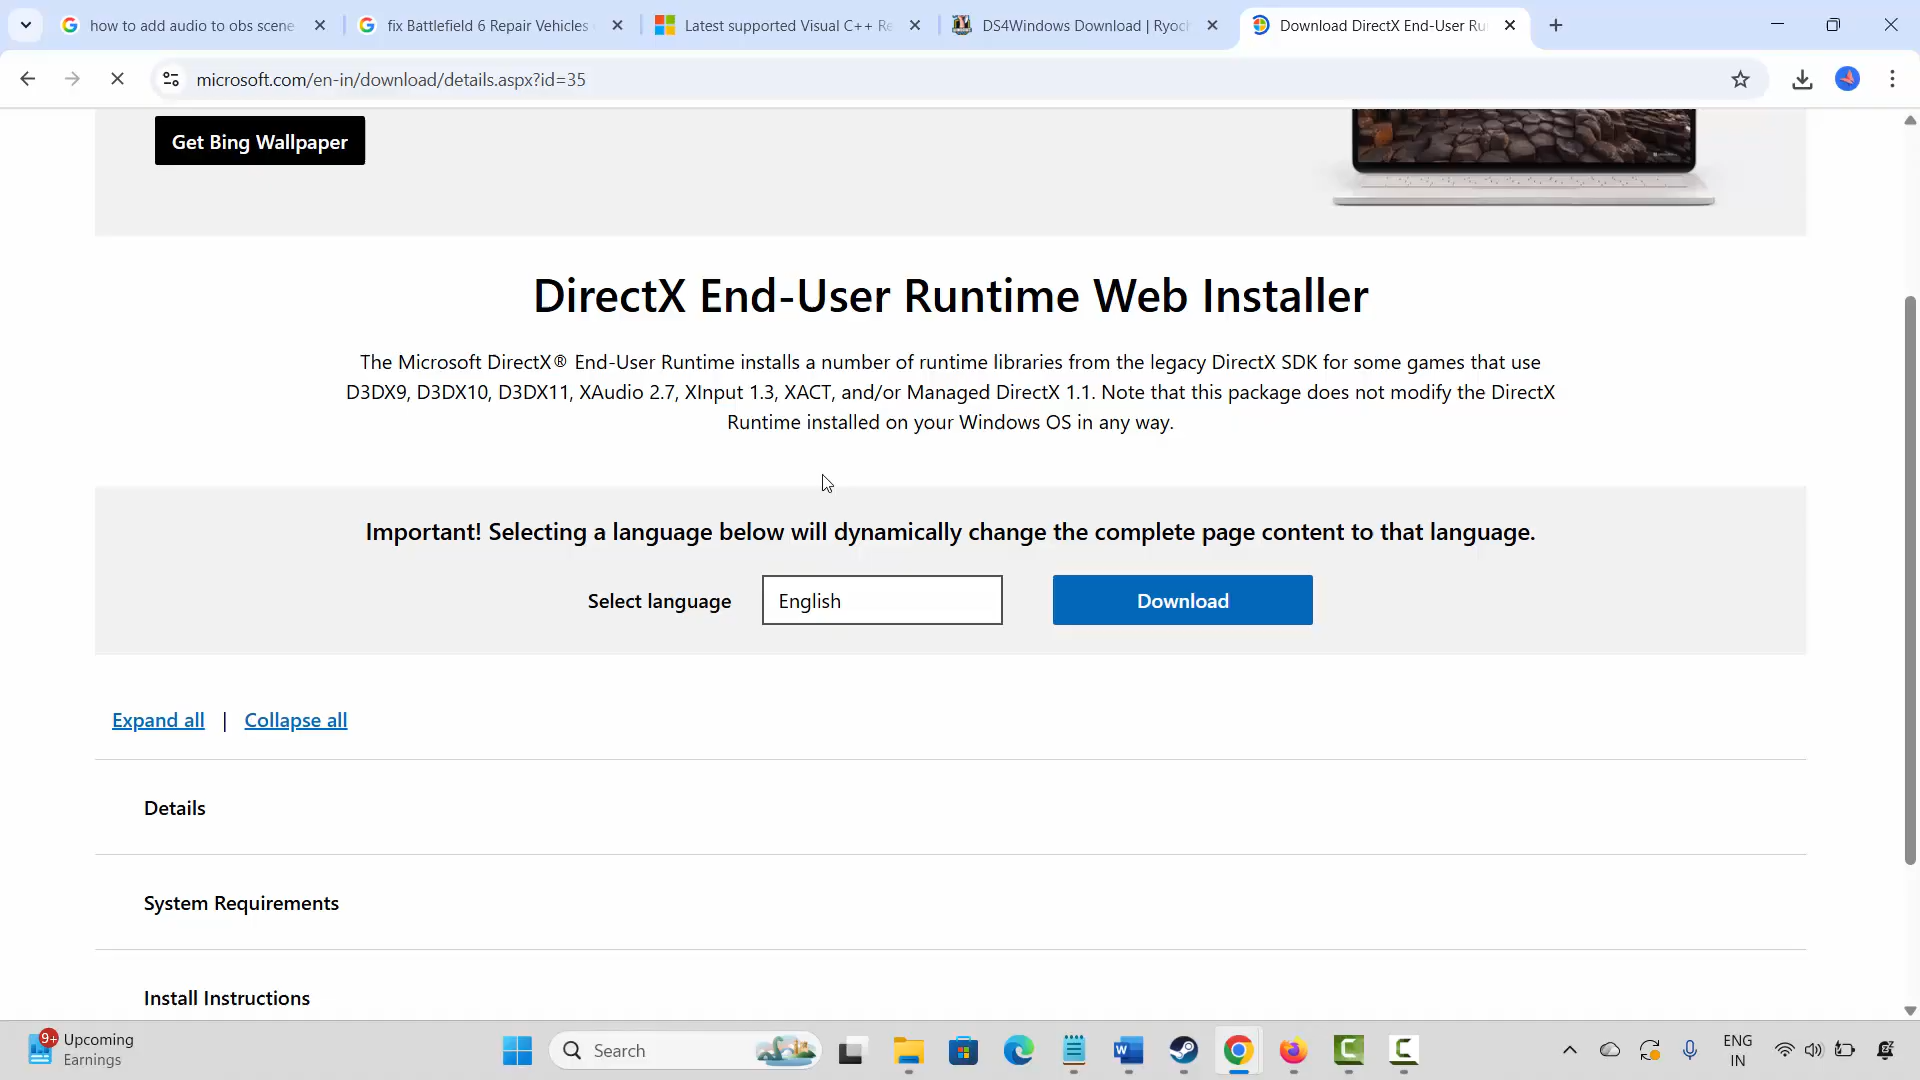 how to add audio to obs scene
fix Battlefield 6 Repair Vehicles
Latest supported Visual C++ Re
DS4Windows Download | Ryoch
Download DirectX End-User Ru
microsoft.com/en-in/download/details.aspx?id=35
Get Bing Wallpaper
DirectX End-User Runtime Web Installer
The Microsoft DirectX® End-User Runtime installs a number of runtime libraries from the legacy DirectX SDK for some games that use
D3DX9, D3DX10, D3DX11, XAudio 2.7, XInput 1.3, XACT, and/or Managed DirectX 1.1. Note that this package does not modify the DirectX
Runtime installed on your Windows OS in any way.
Important! Selecting a language below will dynamically change the complete page content to that language.
Select language
English
Download
Expand all | Collapse all
Details
System Requirements
Install Instructions
9+
Upcoming
Earnings
Search
ENG
IN